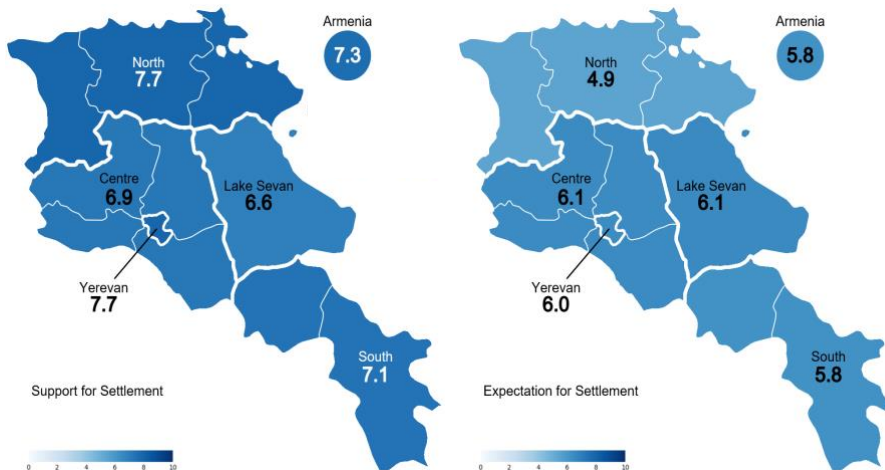 Armenia
7.3
North
7.7
Centre
6.9
Lake Sevan
6.6
Yerevan
7.7
South
7.1
Support for Settlement
0 2 4 6 8 10
Armenia
5.8
North
4.9
Centre
6.1
Lake Sevan
6.1
Yerevan
6.0
South
5.8
Expectation for Settlement
0 2 4 6 8 10